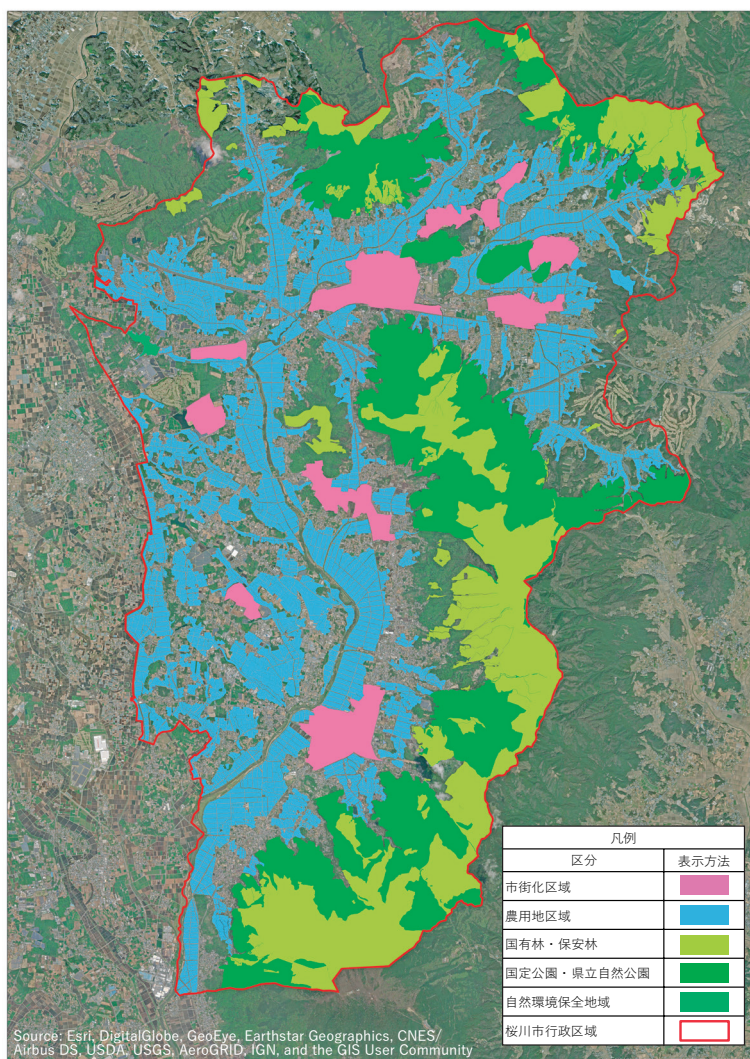 凡例
区分 表示方法
市街化区域
農用地区域
国有林・保安林
国定公園・県立自然公園
自然環境保全地域
桜川市行政区域
Source: Esri, DigitalGlobe, GeoEye, Earthstar Geographics, CNES/
Airbus DS, USDA, USGS, AeroGRID, IGN, and the GIS User Community